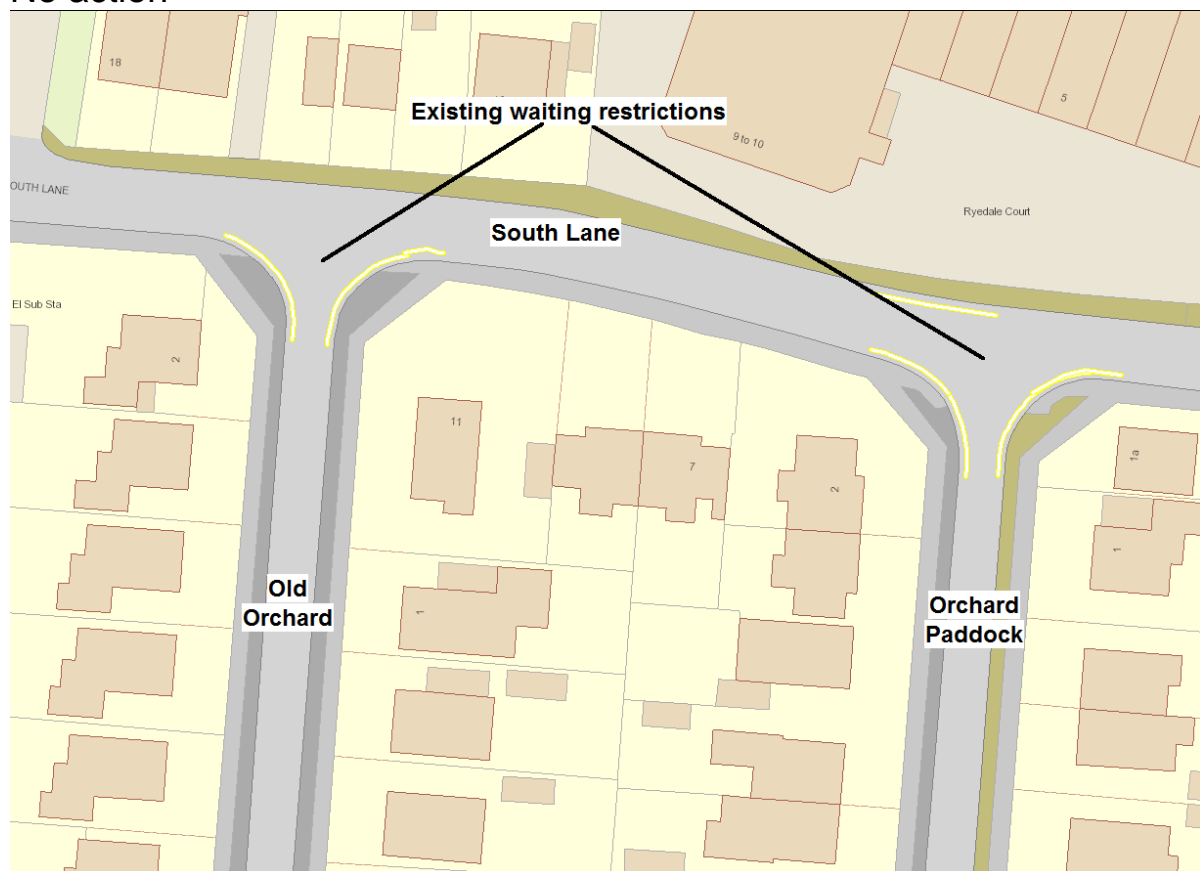 No action
18
5
Existing waiting restrictions
9 to 10
OUTH LANE
Ryedale Court
South Lane
El Sub Sta
2
11
7
2
1a
1
1
Old
Orchard
Orchard
Paddock